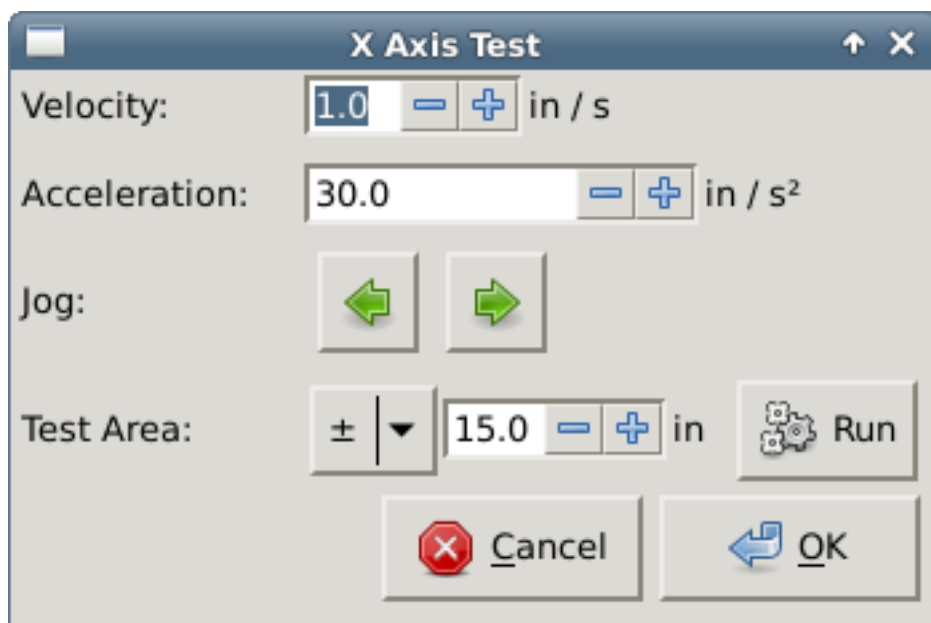 X Axis Test
Velocity: 1.0 in / s
Acceleration: 30.0 in / s²
Jog:
Test Area: ± 15.0 in Run
Cancel OK